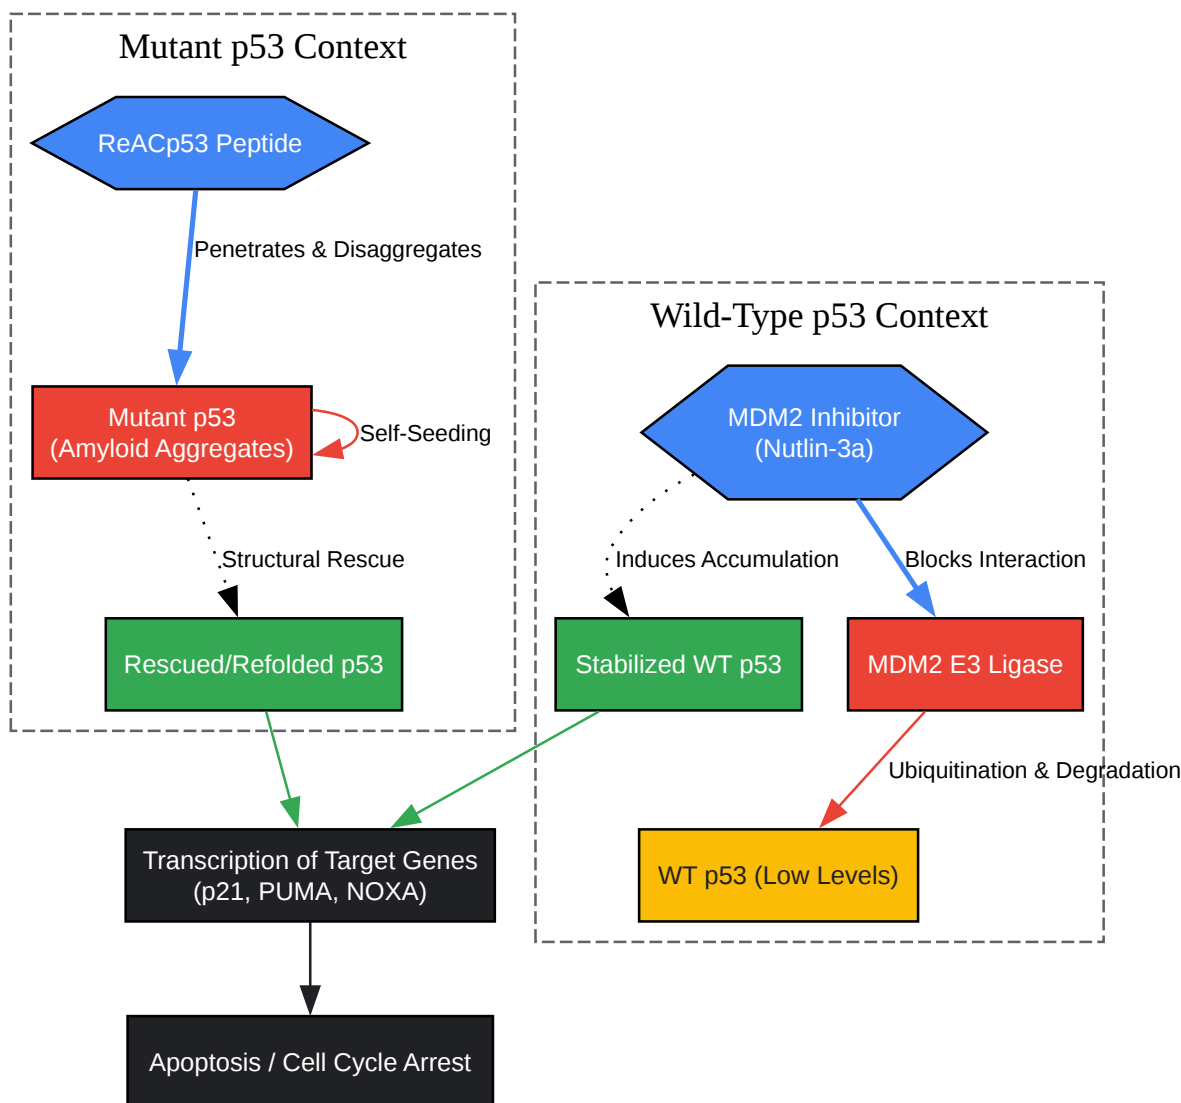 Mutant p53 Context
ReACp53 Peptide
Penetrates & Disaggregates
Mutant p53
(Amyloid Aggregates)
Self-Seeding
Structural Rescue
Rescued/Refolded p53
Wild-Type p53 Context
MDM2 Inhibitor
(Nutlin-3a)
Induces Accumulation
Blocks Interaction
Stabilized WT p53
MDM2 E3 Ligase
Ubiquitination & Degradation
WT p53 (Low Levels)
Transcription of Target Genes
(p21, PUMA, NOXA)
Apoptosis / Cell Cycle Arrest